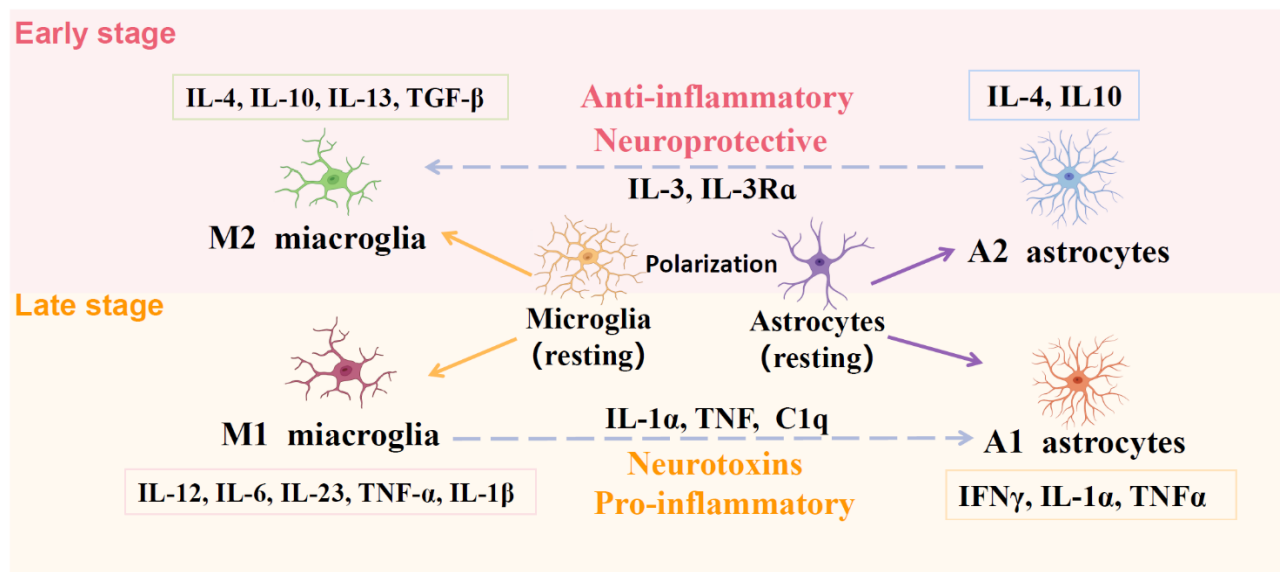 Early stage
IL-4, IL-10, IL-13, TGF-β
Anti-inflammatory
Neuroprotective
IL-4, IL10
IL-3, IL-3Rα
M2 miacroglia
Polarization
A2 astrocytes
Late stage
Microglia
(resting)
Astrocytes
(resting)
M1 miacroglia
IL-1α, TNF, C1q
A1 astrocytes
Neurotoxins
Pro-inflammatory
IL-12, IL-6, IL-23, TNF-α, IL-1β
IFNγ, IL-1α, TNFα